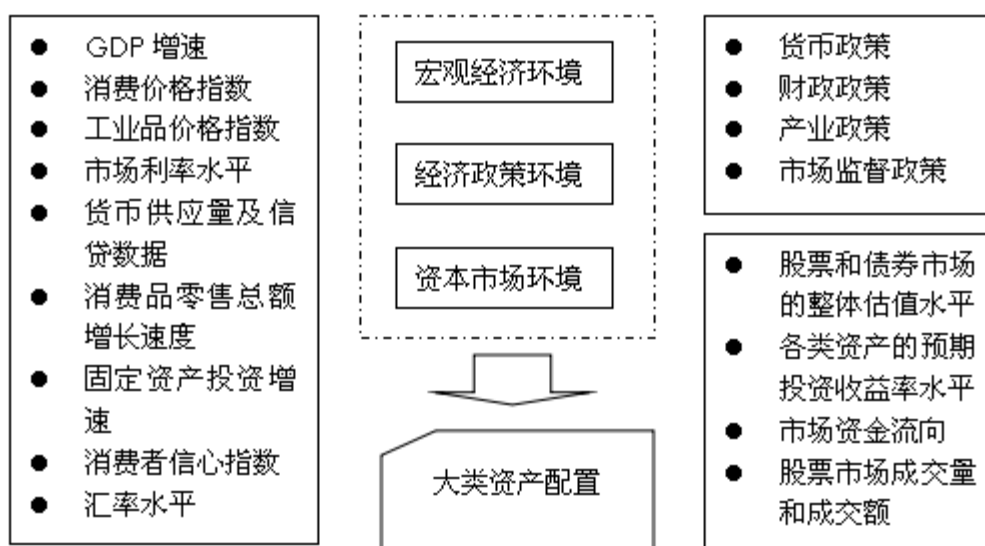 ● GDP 增速
● 消费价格指数
● 工业品价格指数
● 市场利率水平
● 货币供应量及信
贷数据
● 消费品零售总额
增长速度
● 固定资产投资增
速
● 消费者信心指数
● 汇率水平
宏观经济环境
经济政策环境
资本市场环境
大类资产配置
● 货币政策
● 财政政策
● 产业政策
● 市场监督政策
● 股票和债券市场
的整体估值水平
● 各类资产的预期
投资收益率水平
● 市场资金流向
● 股票市场成交量
和成交额